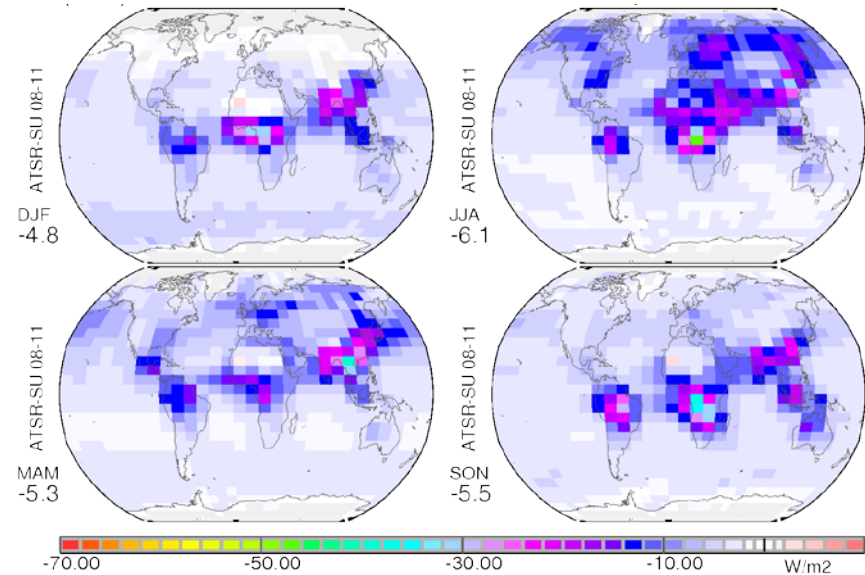 ATSR-SU 08-11
DJF
-4.8
ATSR-SU 08-11
JJA
-6.1
ATSR-SU 08-11
MAM
-5.3
ATSR-SU 08-11
SON
-5.5
-70.00 -50.00 -30.00 -10.00 W/m2